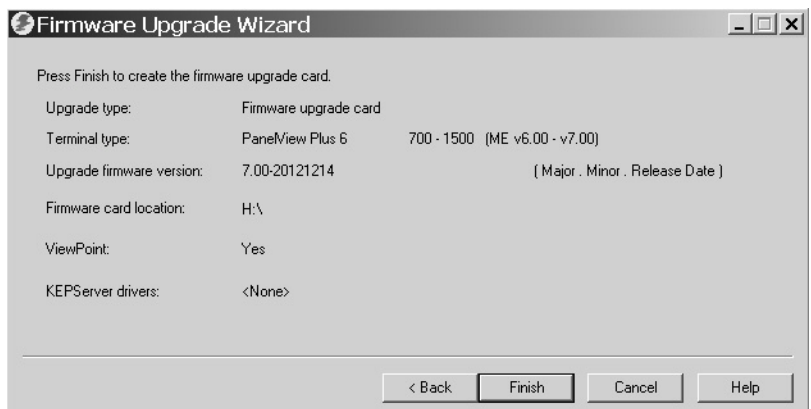 Firmware Upgrade Wizard
Press Finish to create the firmware upgrade card.
Upgrade type: Firmware upgrade card
Terminal type: PanelView Plus 6 700 - 1500 (ME v6.00 - v7.00)
Upgrade firmware version: 7.00-20121214 ( Major . Minor . Release Date )
Firmware card location: H:\
ViewPoint: Yes
KEPServer drivers: <None>
< Back Finish Cancel Help